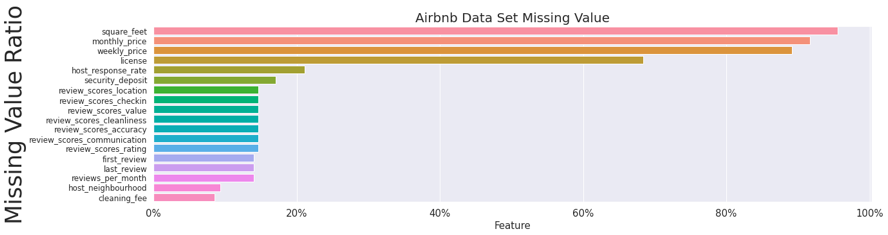 Airbnb Data Set Missing Value
Missing Value Ratio
square_feet
monthly_price
weekly_price
license
host_response_rate
security_deposit
review_scores_location
review_scores_checkin
review_scores_value
review_scores_cleanliness
review_scores_accuracy
review_scores_communication
review_scores_rating
first_review
last_review
reviews_per_month
host_neighbourhood
cleaning_fee
0% 20% 40% 60% 80% 100%
Feature